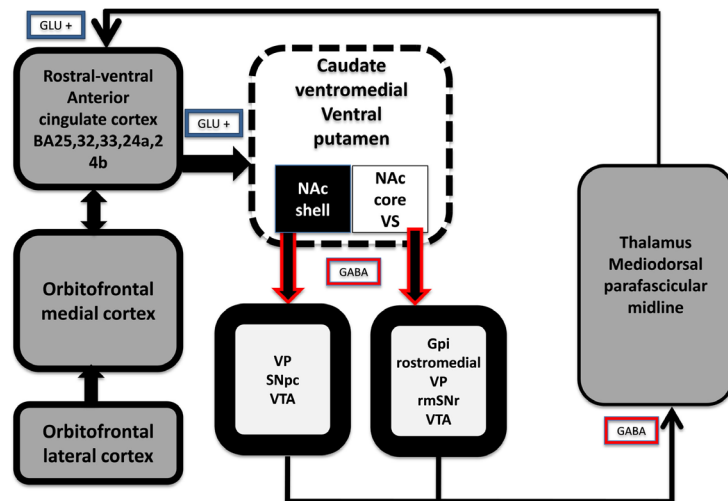 GLU +
Rostral-ventral
Anterior
cingulate cortex
BA25,32,33,24a,2
4b
GLU +
Caudate
ventromedial
Ventral
putamen
NAc
shell
NAc
core
VS
GABA
Orbitofrontal
medial cortex
Orbitofrontal
lateral cortex
VP
SNpc
VTA
Gpi
rostromedial
VP
rmSNr
VTA
Thalamus
Mediodorsal
parafascicular
midline
GABA